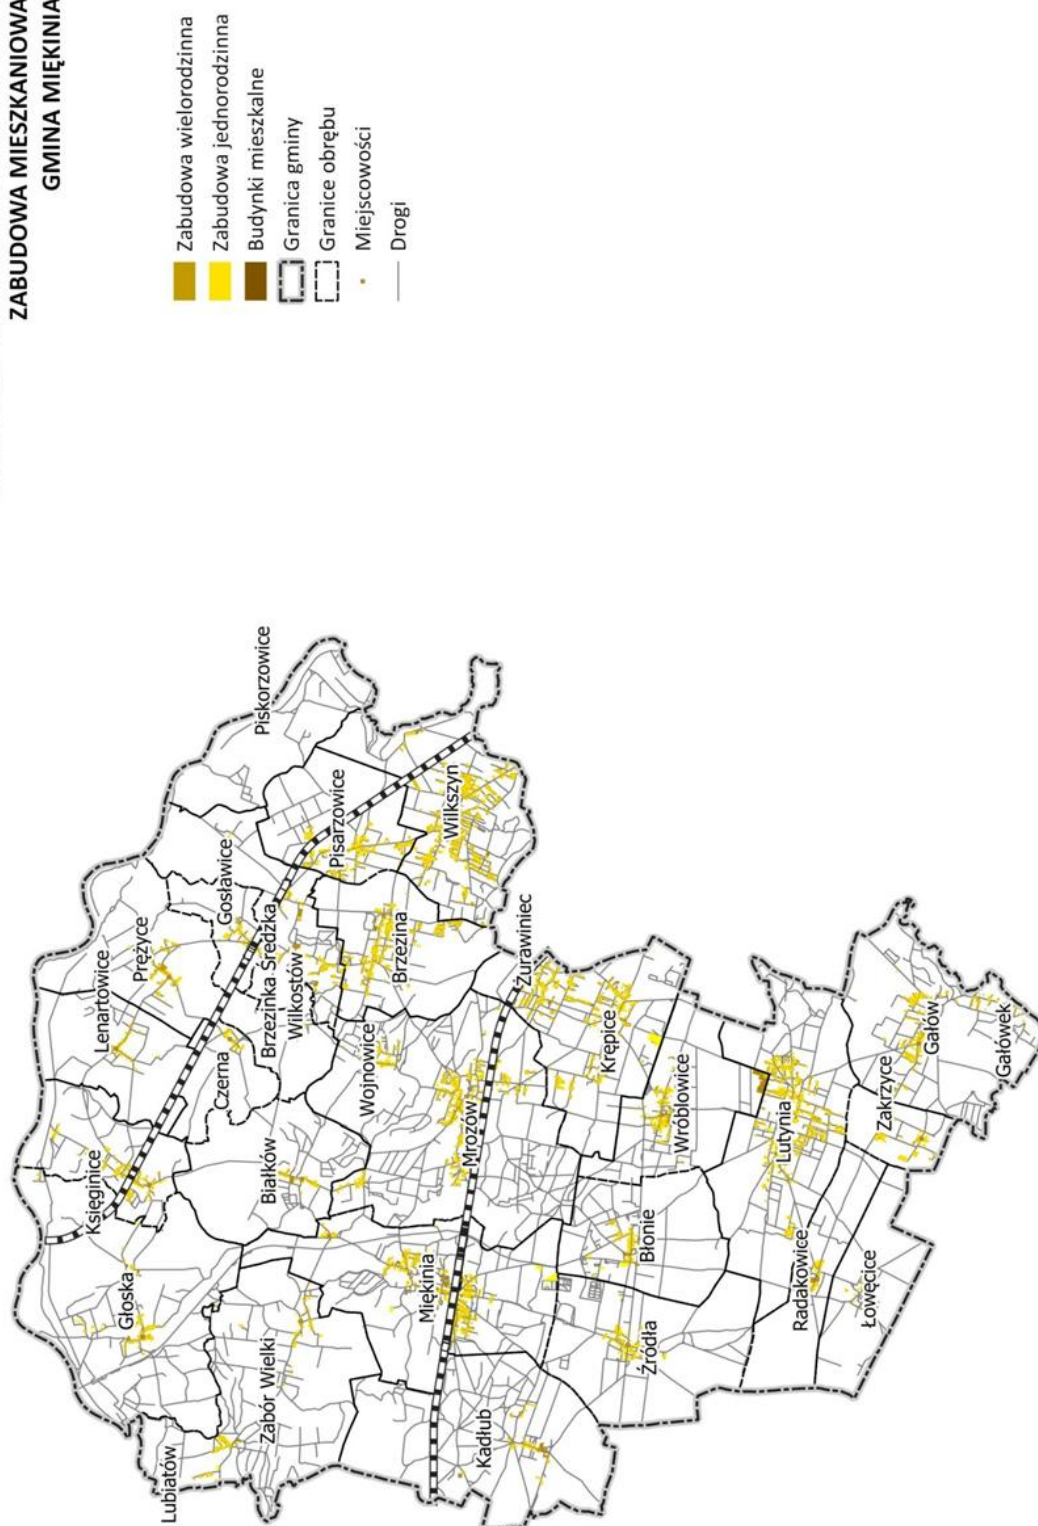 ZABUDOWA MIESZKANIOWA
GMINA MIĘKINIA
Zabudowa wielorodzinna
Zabudowa jednorodzinna
Budynki mieszkalne
Granica gminy
Granice obrębu
Miejscowości
Drogi
Lubiatów
Głoska
Księginice
Lenartowice
Prężyce
Gosławice
Piskorzowice
Zabór Wielki
Białków
Czerna
Brzezinka Średzka
Wilkostów
Pisarzowice
Wojnowice
Brzezina
Wilkszyn
Kadłub
Miękinia
Mrozów
Żurawiniec
Źródła
Błonie
Wróblowice
Krępice
Radakowice
Lutynia
Łowęcice
Zakrzyce
Gałów
Gałówek